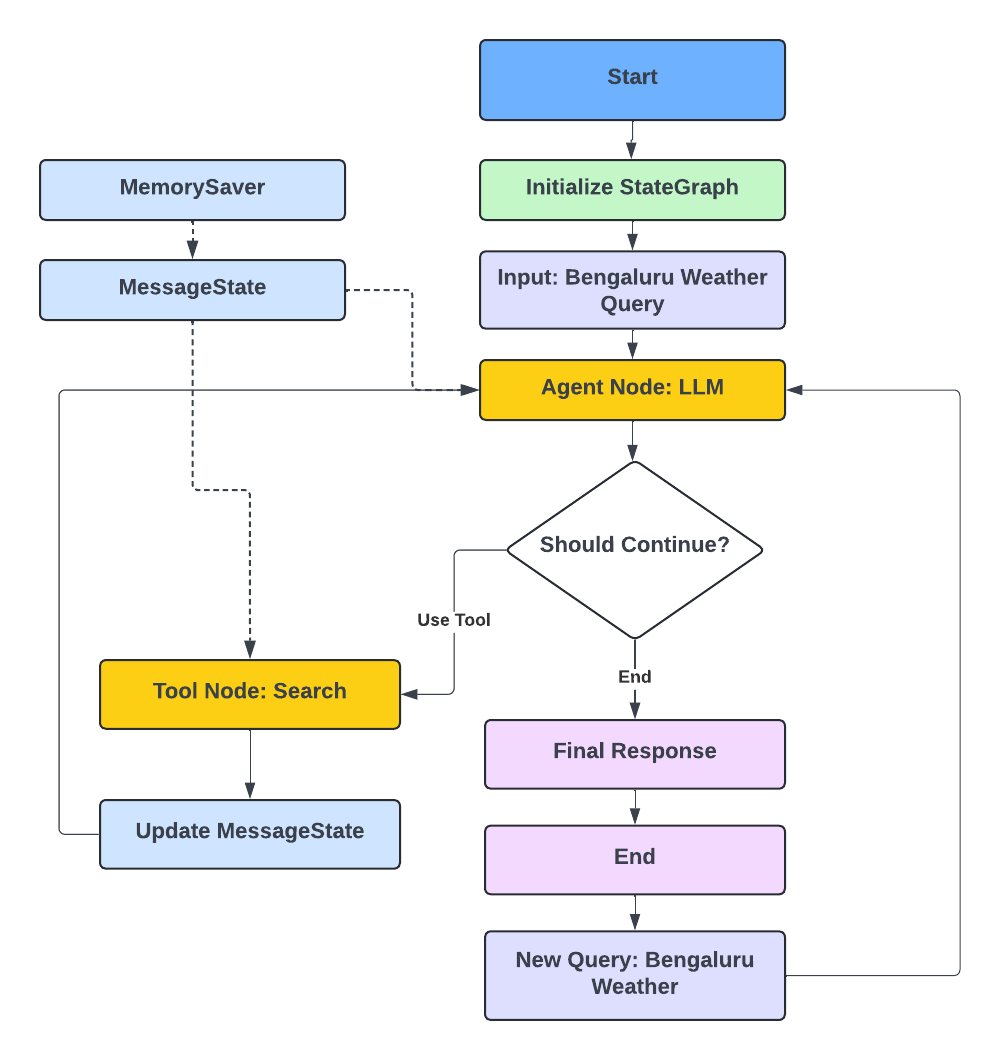 Start
MemorySaver
Initialize StateGraph
MessageState
Input: Bengaluru Weather
Query
Agent Node: LLM
Should Continue?
Use Tool
End
Tool Node: Search
Final Response
Update MessageState
End
New Query: Bengaluru
Weather